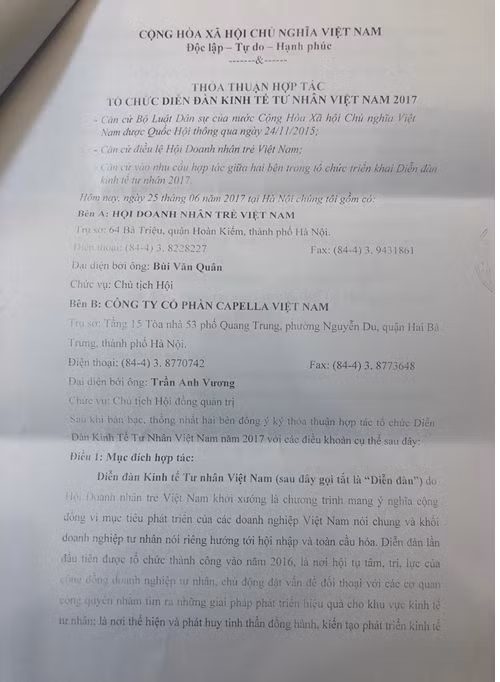 CỘNG HÒA XÃ HỘI CHỦ NGHĨA VIỆT NAM
Độc lập – Tự do – Hạnh phúc
-------&------
THỎA THUẬN HỢP TÁC
TỔ CHỨC DIỄN ĐÀN KINH TẾ TƯ NHÂN VIỆT NAM 2017
- Căn cứ Bộ Luật Dân sự của nước Cộng Hòa Xã hội Chủ nghĩa Việt
Nam được Quốc Hội thông qua ngày 24/11/2015;
- Căn cứ điều lệ Hội Doanh nhân trẻ Việt Nam;
- Căn cứ vào nhu cầu hợp tác giữa hai bên trong tổ chức triển khai Diễn đàn
kinh tế tư nhân 2017.
Hôm nay, ngày 25 tháng 06 năm 2017 tại Hà Nội chúng tôi gồm có:
Bên A: HỘI DOANH NHÂN TRẺ VIỆT NAM
Trụ sở: 64 Bà Triệu, quận Hoàn Kiếm, thành phố Hà Nội.
Điện thoại: (84-4) 3. 8228227 Fax: (84-4) 3. 9431861
Đại diện bởi ông: Bùi Văn Quân
Chức vụ: Chủ tịch Hội
Bên B: CÔNG TY CỔ PHẦN CAPELLA VIỆT NAM
Trụ sở: Tầng 15 Tòa nhà 53 phố Quang Trung, phường Nguyễn Du, quận Hai Bà
Trưng, thành phố Hà Nội.
Điện thoại: (84-4) 3. 8770742 Fax: (84-4) 3. 8773648
Đại diện bởi ông: Trần Anh Vương
Chức vụ: Chủ tịch Hội đồng quản trị
Sau khi bàn bạc, thống nhất hai bên đồng ý ký thỏa thuận hợp tác tổ chức Diễn
Đàn Kinh Tế Tư Nhân Việt Nam năm 2017 với các điều khoản cụ thể sau đây:
Điều 1: Mục đích hợp tác:
Diễn đàn Kinh tế Tư nhân Việt Nam (sau đây gọi tắt là “Diễn đàn”) do
Hội Doanh nhân trẻ Việt Nam khởi xướng là chương trình mang ý nghĩa cộng
đồng vì mục tiêu phát triển của các doanh nghiệp Việt Nam nói chung và khối
doanh nghiệp tư nhân nói riêng hướng tới hội nhập và toàn cầu hóa. Diễn đàn lần
đầu tiên được tổ chức thành công vào năm 2016, là nơi hội tụ tâm, trí, lực của
cộng đồng doanh nghiệp tư nhân, chủ động đặt vấn đề đối thoại với các cơ quan
công quyền nhằm tìm ra những giải pháp phát triển hiệu quả cho khu vực kinh tế
tư nhân; là nơi thể hiện và phát huy tinh thần đồng hành, kiến tạo phát triển kinh tế